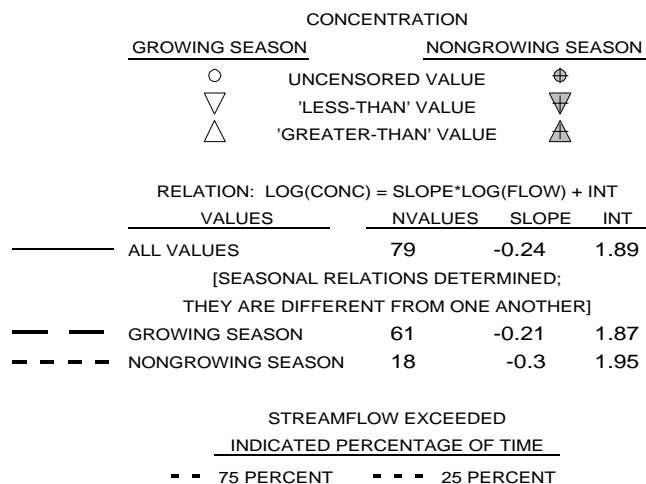 CONCENTRATION
GROWING SEASON NONGROWING SEASON
UNCENSORED VALUE
'LESS-THAN' VALUE
'GREATER-THAN' VALUE
RELATION: LOG(CONC) = SLOPE*LOG(FLOW) + INT
VALUES NVALUES SLOPE INT
ALL VALUES 79 -0.24 1.89
[SEASONAL RELATIONS DETERMINED;
THEY ARE DIFFERENT FROM ONE ANOTHER]
GROWING SEASON 61 -0.21 1.87
NONGROWING SEASON 18 -0.3 1.95
STREAMFLOW EXCEEDED
INDICATED PERCENTAGE OF TIME
75 PERCENT 25 PERCENT